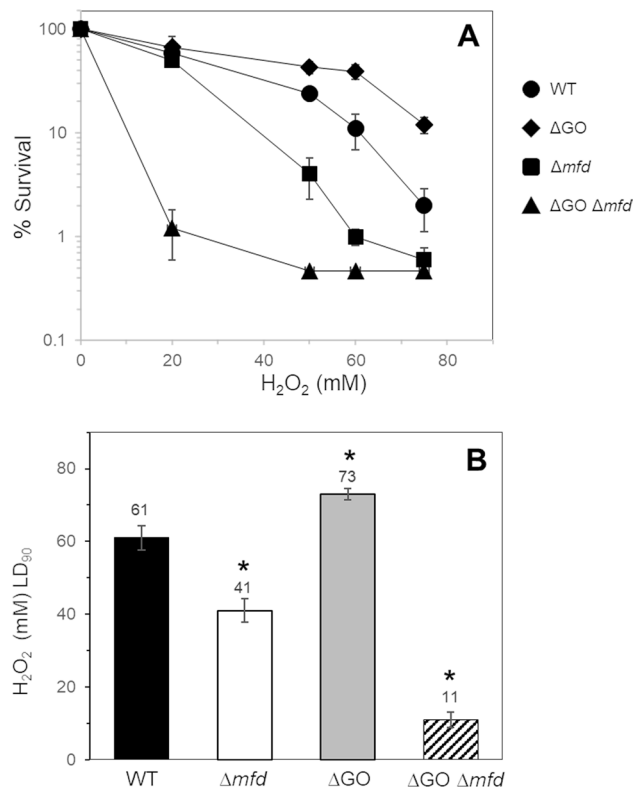 A
100
10
1
0.1
% Survival
0
20
40
60
80
H₂O₂ (mM)
WT
ΔGO
Δmfd
ΔGO Δmfd
B
80
60
40
20
0
H₂O₂ (mM) LD₉₀
61
*
41
*
73
*
11
WT
Δmfd
ΔGO
ΔGO Δmfd